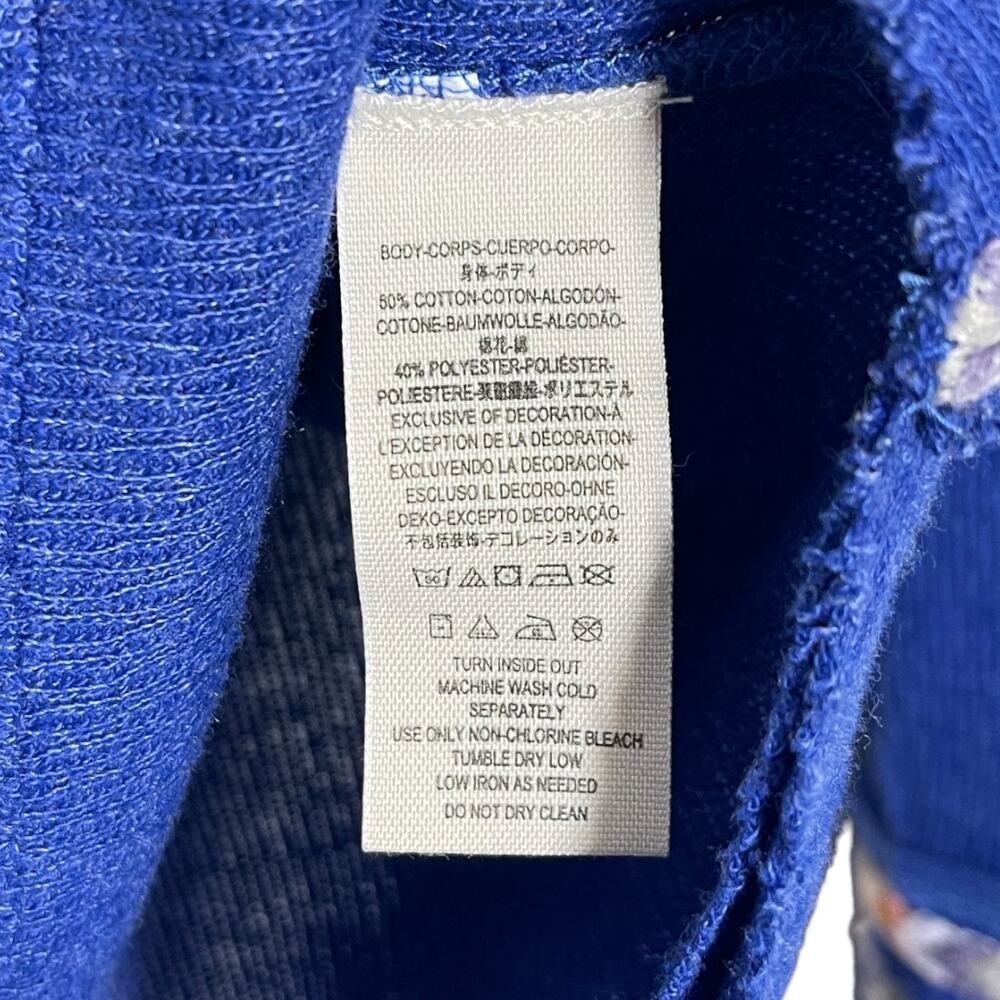 BODY-CORPS-CUERPO-CORPO-
身体-ボディ
60% COTTON-COTON-ALGODÓN-
COTONE-BAUMWOLLE-ALGODÃO-
棉花-綿
40% POLYESTER-POLIÉSTER-
POLIESTERE-聚酯纖維-ポリエステル
EXCLUSIVE OF DECORATION-À
L'EXCEPTION DE LA DÉCORATION-
EXCLUYENDO LA DECORACIÓN-
ESCLUSO IL DECORO-OHNE
DEKO-EXCEPTO DECORAÇÃO-
不包括装饰-デコレーションのみ
TURN INSIDE OUT
MACHINE WASH COLD
SEPARATELY
USE ONLY NON-CHLORINE BLEACH
TUMBLE DRY LOW
LOW IRON AS NEEDED
DO NOT DRY CLEAN